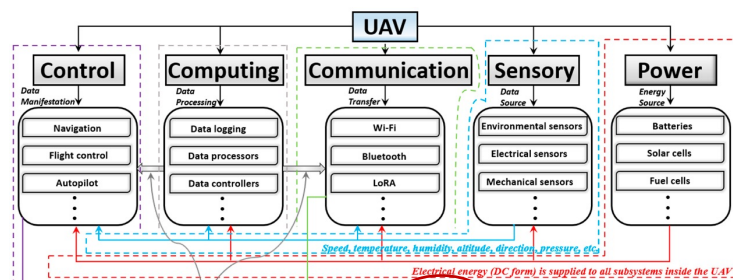 UAV
Control
Computing
Communication
Sensory
Power
Data
Manifestation
Data
Processing
Data
Transfer
Data
Source
Energy
Source
Navigation
Flight control
Autopilot
Data logging
Data processors
Data controllers
Wi-Fi
Bluetooth
LoRA
Environmental sensors
Electrical sensors
Mechanical sensors
Batteries
Solar cells
Fuel cells
Speed, temperature, humidity, altitude, direction, pressure, etc.
Electrical energy (DC form) is supplied to all subsystems inside the UAV